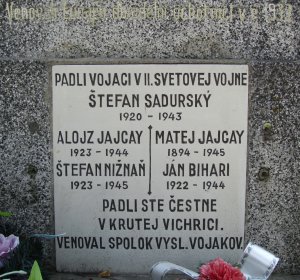 PADLI VOJACI V II. SVETOVEJ VOJNE
ŠTEFAN SADURSKÝ
1920 - 1943
ALOJZ JAJCAY
1923 - 1944
MATEJ JAJCAY
1894 - 1945
ŠTEFAN NIŽNAŇ
1923 - 1945
JÁN BIHARI
1922 - 1944
PADLI STE ČESTNE
V KRUTEJ VICHRICI.
VENOVAL SPOLOK VYSL. VOJAKOV.